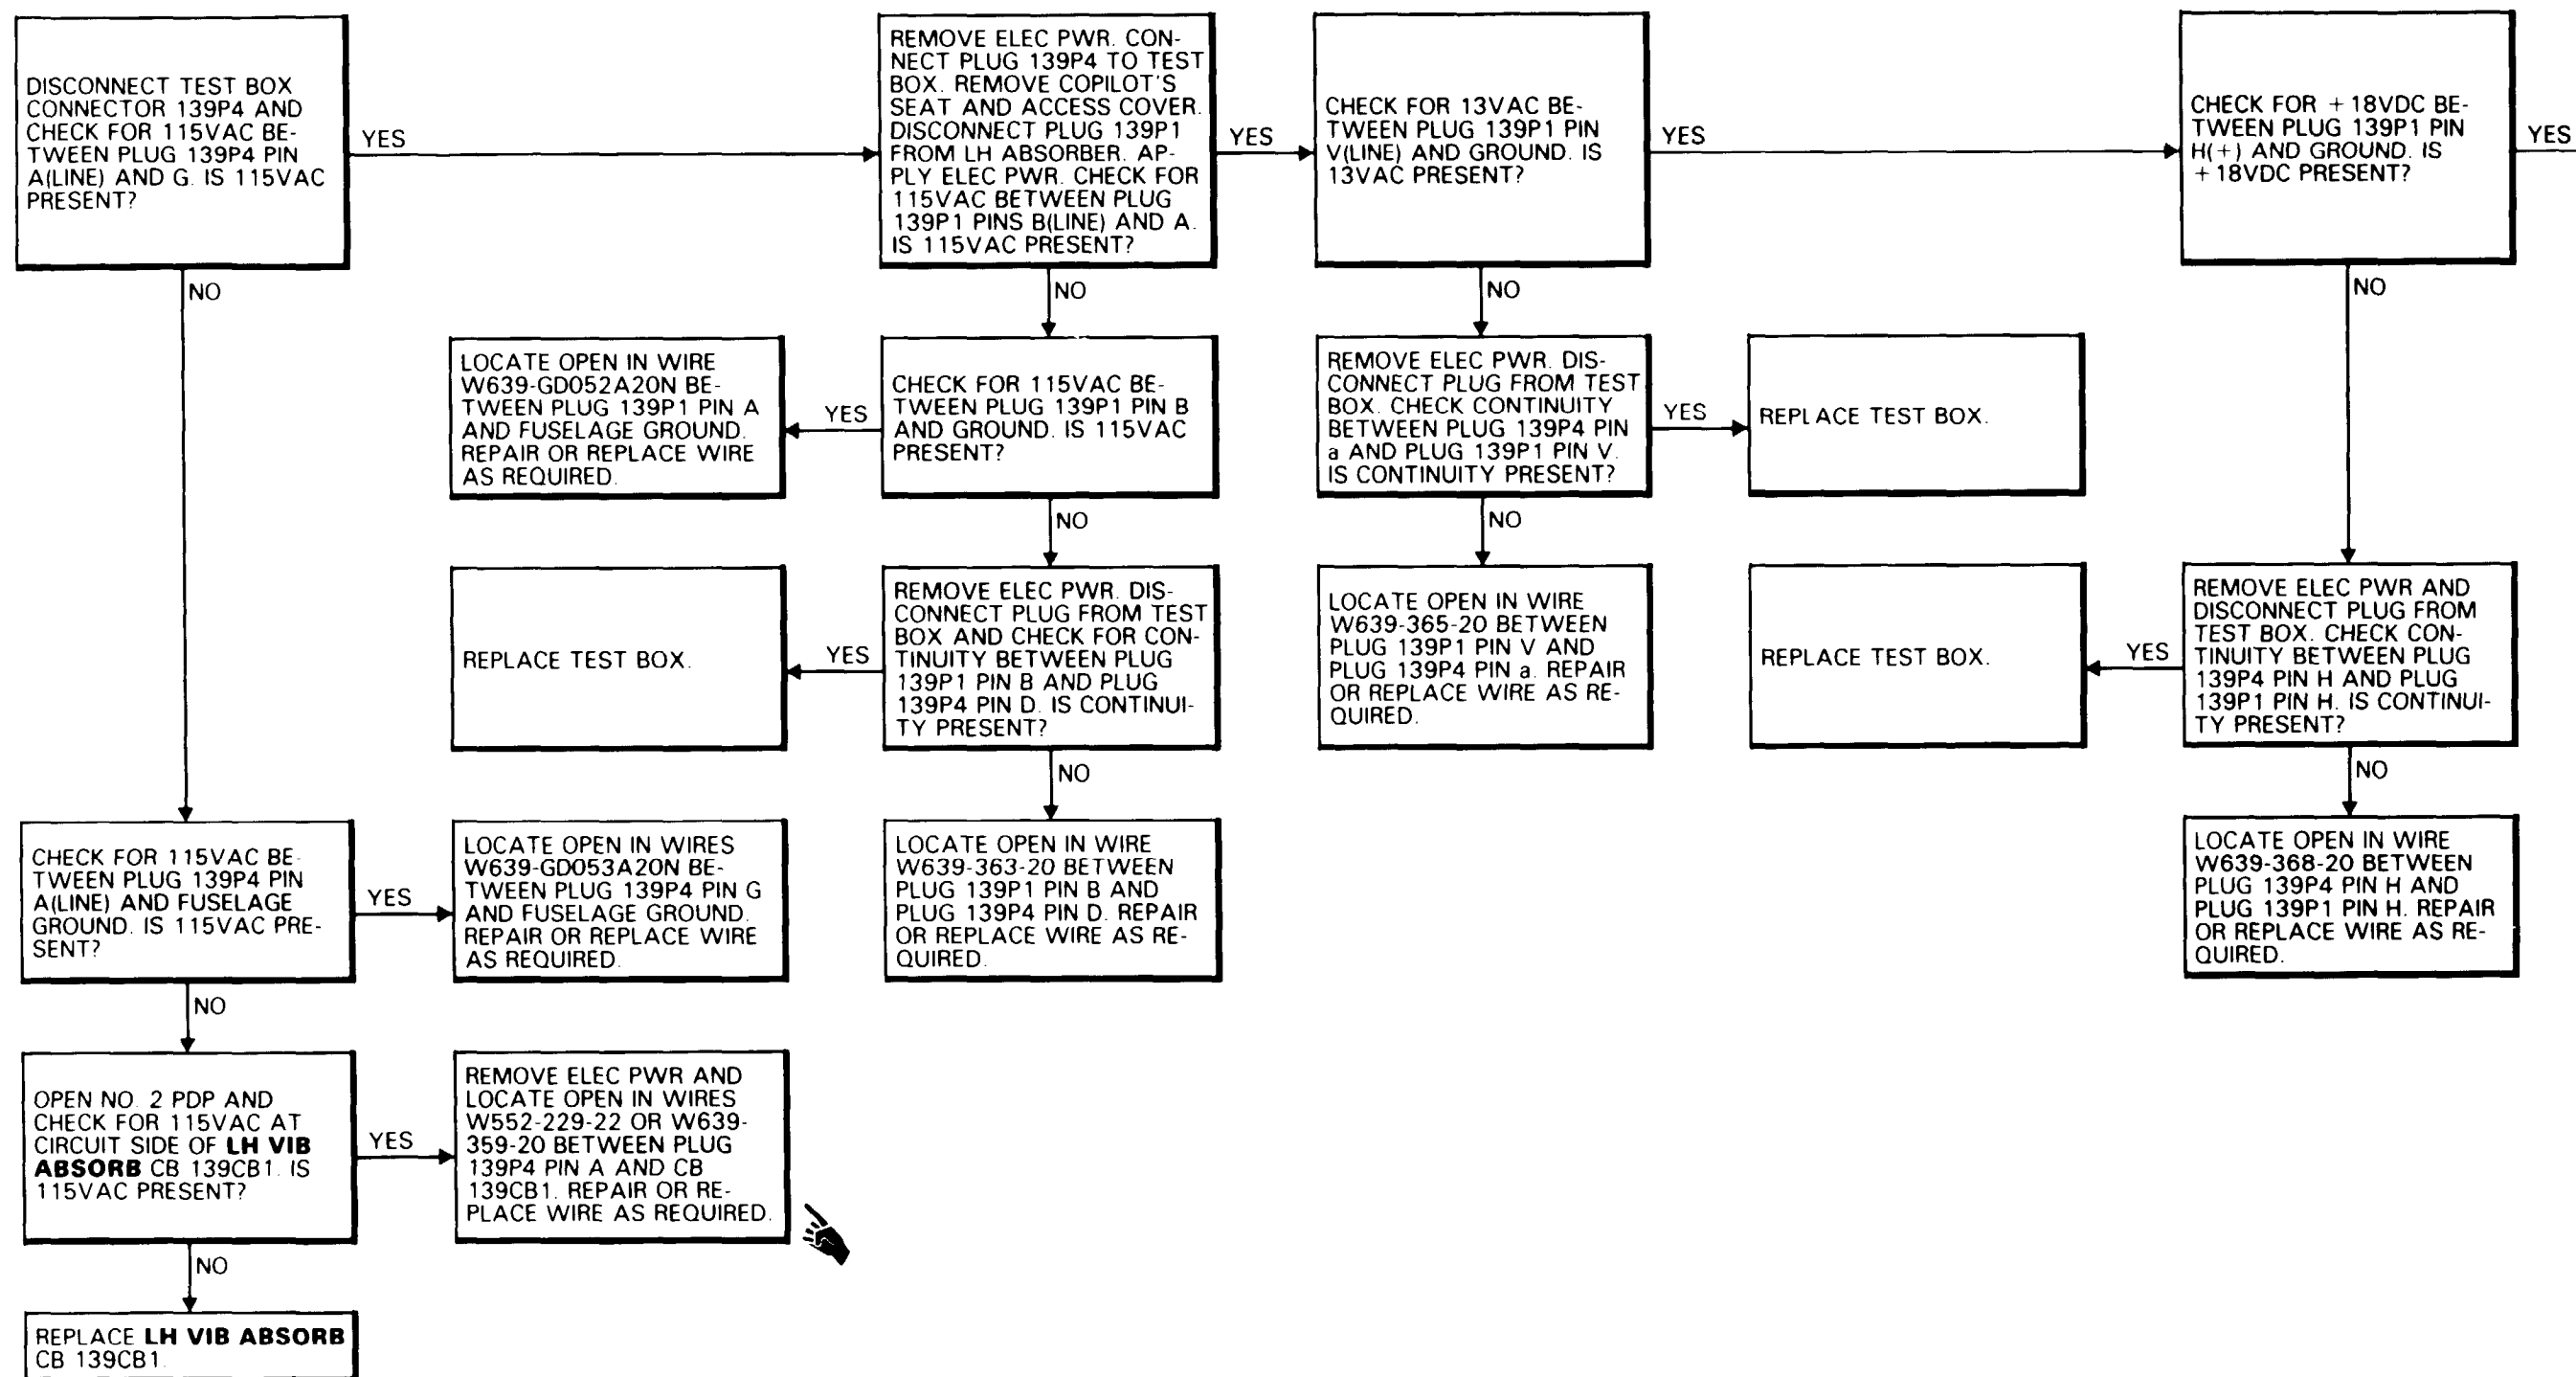 DISCONNECT TEST BOX
CONNECTOR 139P4 AND
CHECK FOR 115VAC BE-
TWEEN PLUG 139P4 PIN
A(LINE) AND G. IS 115VAC
PRESENT?
YES
NO
REMOVE ELEC PWR. CON-
NECT PLUG 139P4 TO TEST
BOX. REMOVE COPILOT'S
SEAT AND ACCESS COVER.
DISCONNECT PLUG 139P1
FROM LH ABSORBER. AP-
PLY ELEC PWR. CHECK FOR
115VAC BETWEEN PLUG
139P1 PINS B(LINE) AND A.
IS 115VAC PRESENT?
YES
NO
CHECK FOR 13VAC BE-
TWEEN PLUG 139P1 PIN
V(LINE) AND GROUND. IS
13VAC PRESENT?
YES
NO
CHECK FOR + 18VDC BE-
TWEEN PLUG 139P1 PIN
H(+) AND GROUND. IS
+ 18VDC PRESENT?
YES
NO
LOCATE OPEN IN WIRE
W639-GD052A20N BE-
TWEEN PLUG 139P1 PIN A
AND FUSELAGE GROUND.
REPAIR OR REPLACE WIRE
AS REQUIRED.
YES
CHECK FOR 115VAC BE-
TWEEN PLUG 139P1 PIN B
AND GROUND. IS 115VAC
PRESENT?
NO
REMOVE ELEC PWR. DIS-
CONNECT PLUG FROM TEST
BOX. CHECK CONTINUITY
BETWEEN PLUG 139P4 PIN
a AND PLUG 139P1 PIN V.
IS CONTINUITY PRESENT?
YES
NO
REPLACE TEST BOX.
REPLACE TEST BOX.
YES
REMOVE ELEC PWR. DIS-
CONNECT PLUG FROM TEST
BOX AND CHECK FOR CON-
TINUITY BETWEEN PLUG
139P1 PIN B AND PLUG
139P4 PIN D. IS CONTINUI-
TY PRESENT?
NO
LOCATE OPEN IN WIRE
W639-365-20 BETWEEN
PLUG 139P1 PIN V AND
PLUG 139P4 PIN a. REPAIR
OR REPLACE WIRE AS RE-
QUIRED.
REPLACE TEST BOX.
YES
REMOVE ELEC PWR AND
DISCONNECT PLUG FROM
TEST BOX. CHECK CON-
TINUITY BETWEEN PLUG
139P4 PIN H AND PLUG
139P1 PIN H. IS CONTINUI-
TY PRESENT?
NO
CHECK FOR 115VAC BE-
TWEEN PLUG 139P4 PIN
A(LINE) AND FUSELAGE
GROUND. IS 115VAC PRE-
SENT?
YES
NO
LOCATE OPEN IN WIRES
W639-GD053A20N BE-
TWEEN PLUG 139P4 PIN G
AND FUSELAGE GROUND.
REPAIR OR REPLACE WIRE
AS REQUIRED.
LOCATE OPEN IN WIRE
W639-363-20 BETWEEN
PLUG 139P1 PIN B AND
PLUG 139P4 PIN D. REPAIR
OR REPLACE WIRE AS RE-
QUIRED.
LOCATE OPEN IN WIRE
W639-368-20 BETWEEN
PLUG 139P4 PIN H AND
PLUG 139P1 PIN H. REPAIR
OR REPLACE WIRE AS RE-
QUIRED.
OPEN NO. 2 PDP AND
CHECK FOR 115VAC AT
CIRCUIT SIDE OF LH VIB
ABSORB CB 139CB1. IS
115VAC PRESENT?
YES
NO
REMOVE ELEC PWR AND
LOCATE OPEN IN WIRES
W552-229-22 OR W639-
359-20 BETWEEN PLUG
139P4 PIN A AND CB
139CB1. REPAIR OR RE-
PLACE WIRE AS REQUIRED.
REPLACE LH VIB ABSORB
CB 139CB1.